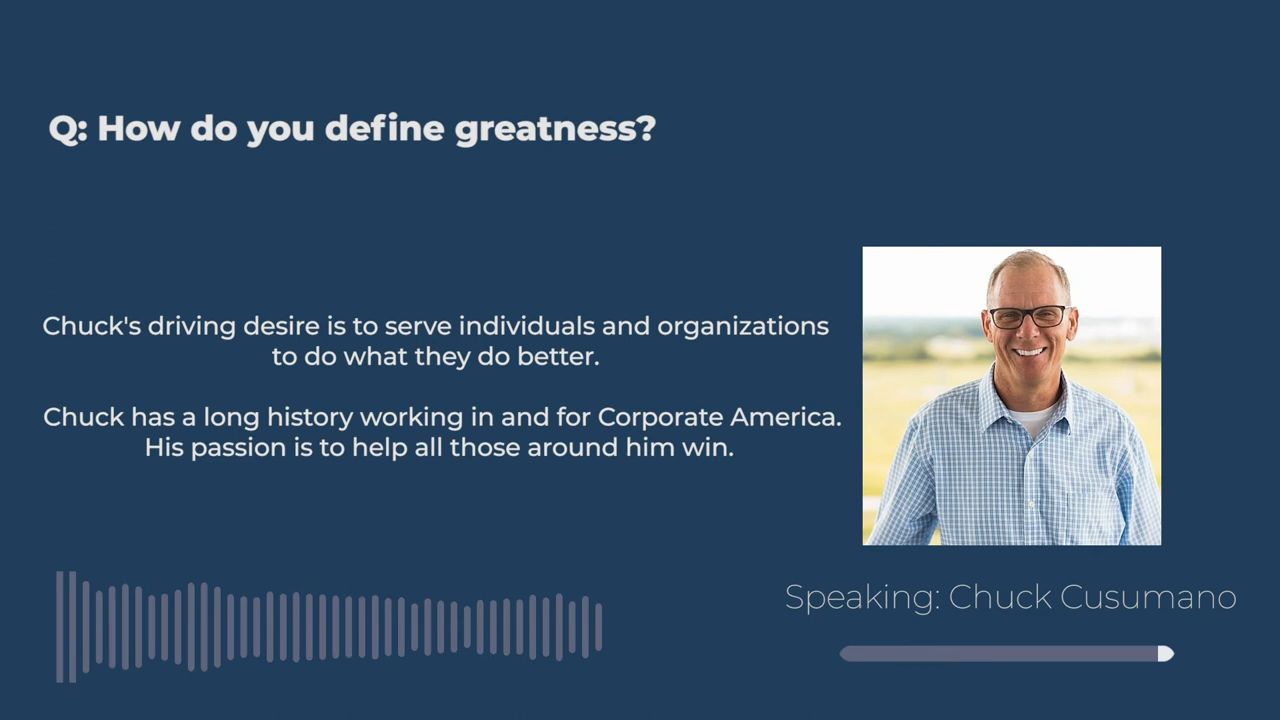 Q: How do you define greatness?
Chuck's driving desire is to serve individuals and organizations
to do what they do better.
Chuck has a long history working in and for Corporate America.
His passion is to help all those around him win.
Speaking: Chuck Cusumano